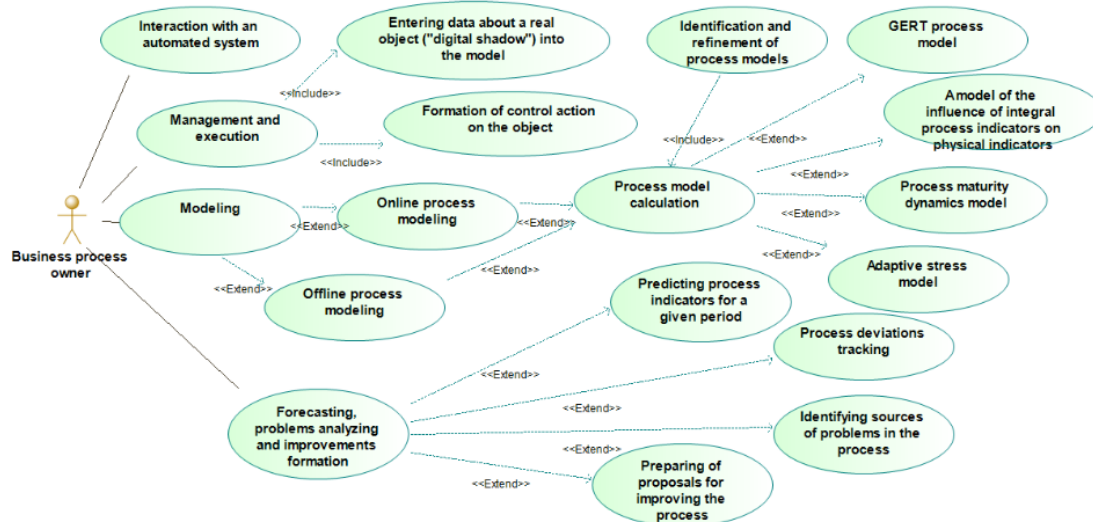 Interaction with an
automated system
Entering data about a real
object ("digital shadow") into
the model
Identification and
refinement of
process models
GERT process
model
<<Include>>
Management and
execution
Formation of control action
on the object
<<Include>>
<<Include>>
<<Extend>>
Amodel of the
influence of integral
process indicators on
physical indicators
<<Extend>>
Business process
owner
Modeling
<<Extend>>
Online process
modeling
<<Extend>>
Process model
calculation
<<Extend>>
Process maturity
dynamics model
<<Extend>>
Offline process
modeling
<<Extend>>
<<Extend>>
Adaptive stress
model
Predicting process
indicators for a
given period
Process deviations
tracking
<<Extend>>
Forecasting,
problems analyzing
and improvements
formation
<<Extend>>
Identifying sources
of problems in the
process
<<Extend>>
<<Extend>>
Preparing of
proposals for
improving the
process